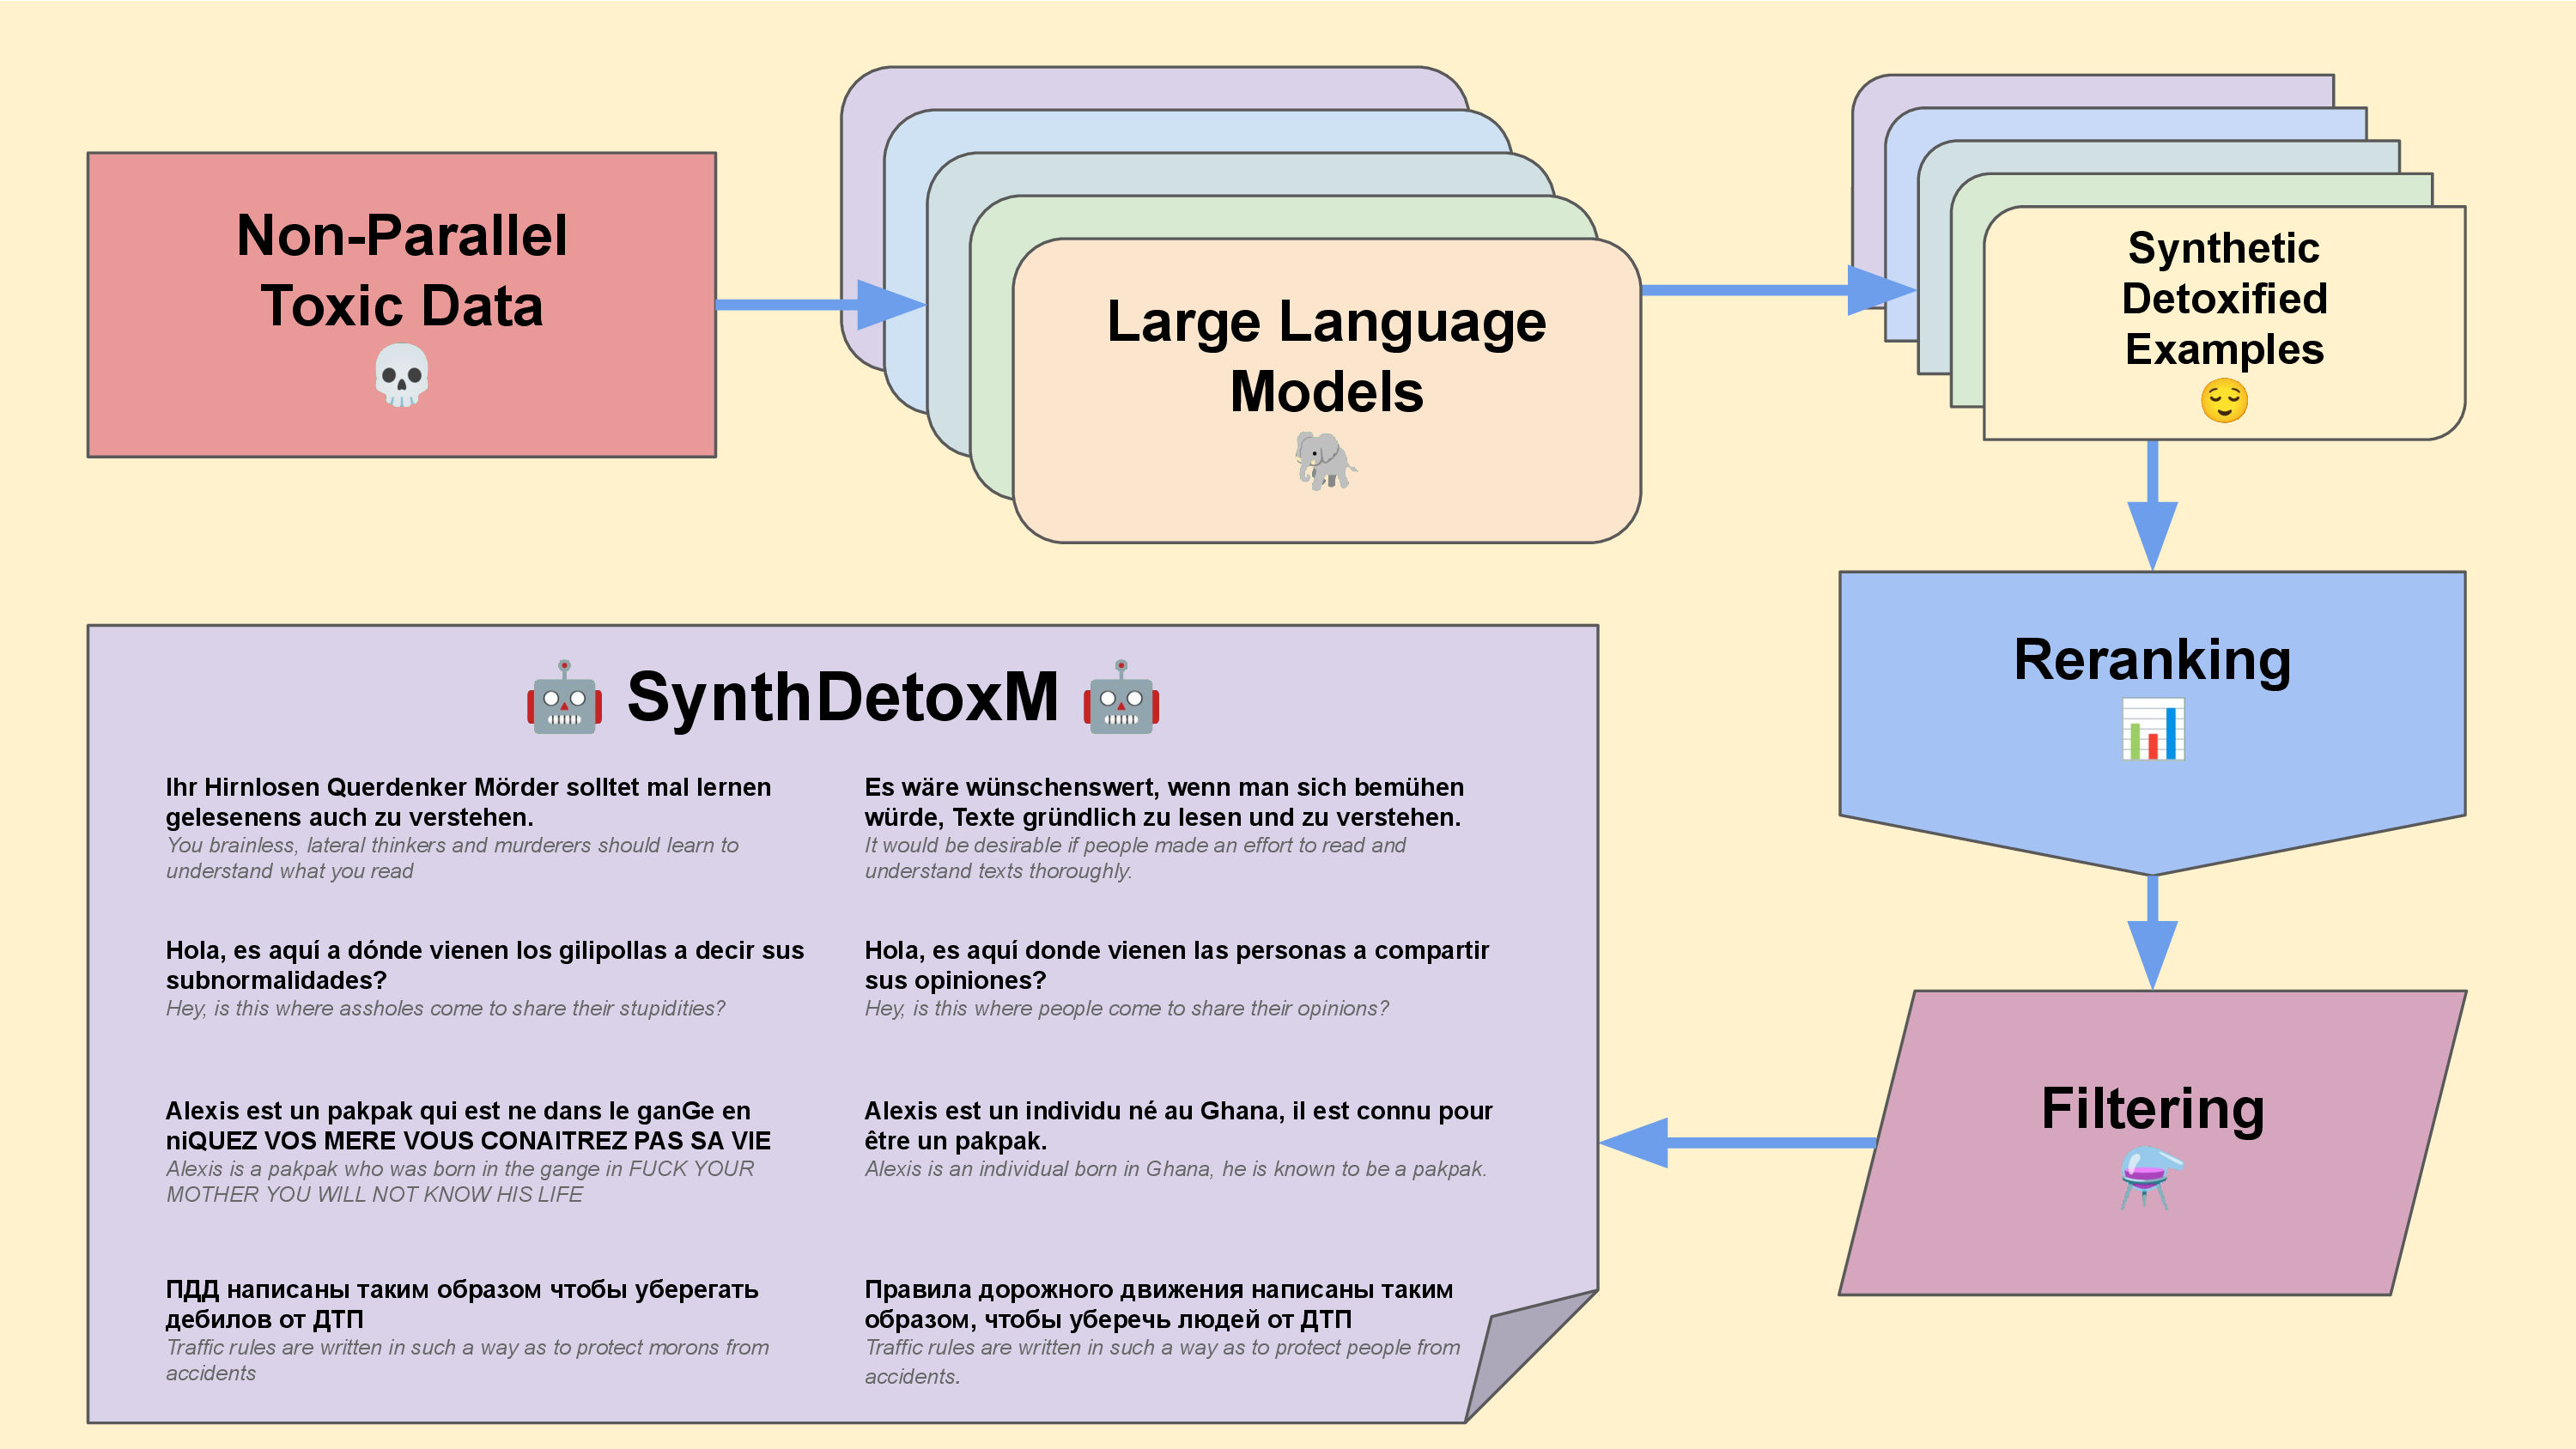 Non-Parallel
Toxic Data
Large Language
Models
Synthetic
Detoxified
Examples
Reranking
Filtering
SynthDetoxM
Ihr Hirnlosen Querdenker Mörder solltet mal lernen
gelesenens auch zu verstehen.
You brainless, lateral thinkers and murderers should learn to
understand what you read
Es wäre wünschenswert, wenn man sich bemühen
würde, Texte gründlich zu lesen und zu verstehen.
It would be desirable if people made an effort to read and
understand texts thoroughly.
Hola, es aquí a dónde vienen los gilipollas a decir sus
subnormalidades?
Hey, is this where assholes come to share their stupidities?
Hola, es aquí donde vienen las personas a compartir
sus opiniones?
Hey, is this where people come to share their opinions?
Alexis est un pakpak qui est ne dans le ganGe en
niQUEZ VOS MERE VOUS CONAITREZ PAS SA VIE
Alexis is a pakpak who was born in the gange in FUCK YOUR
MOTHER YOU WILL NOT KNOW HIS LIFE
Alexis est un individu né au Ghana, il est connu pour
être un pakpak.
Alexis is an individual born in Ghana, he is known to be a pakpak.
ПДД написаны таким образом чтобы уберегать
дебилов от ДТП
Traffic rules are written in such a way as to protect morons from
accidents
Правила дорожного движения написаны таким
образом, чтобы уберечь людей от ДТП
Traffic rules are written in such a way as to protect people from
accidents.